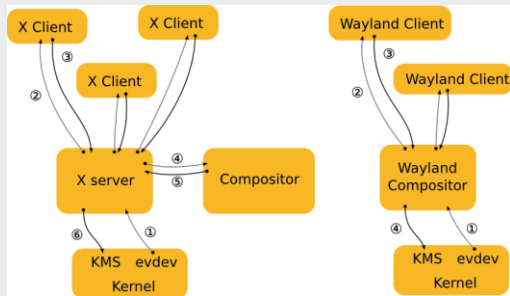 X Client
X Client
X Client
③
②
④
X server
⑤
Compositor
⑥
①
KMS evdev
Kernel
Wayland Client
③
Wayland Client
②
Wayland
Compositor
④
①
KMS evdev
Kernel